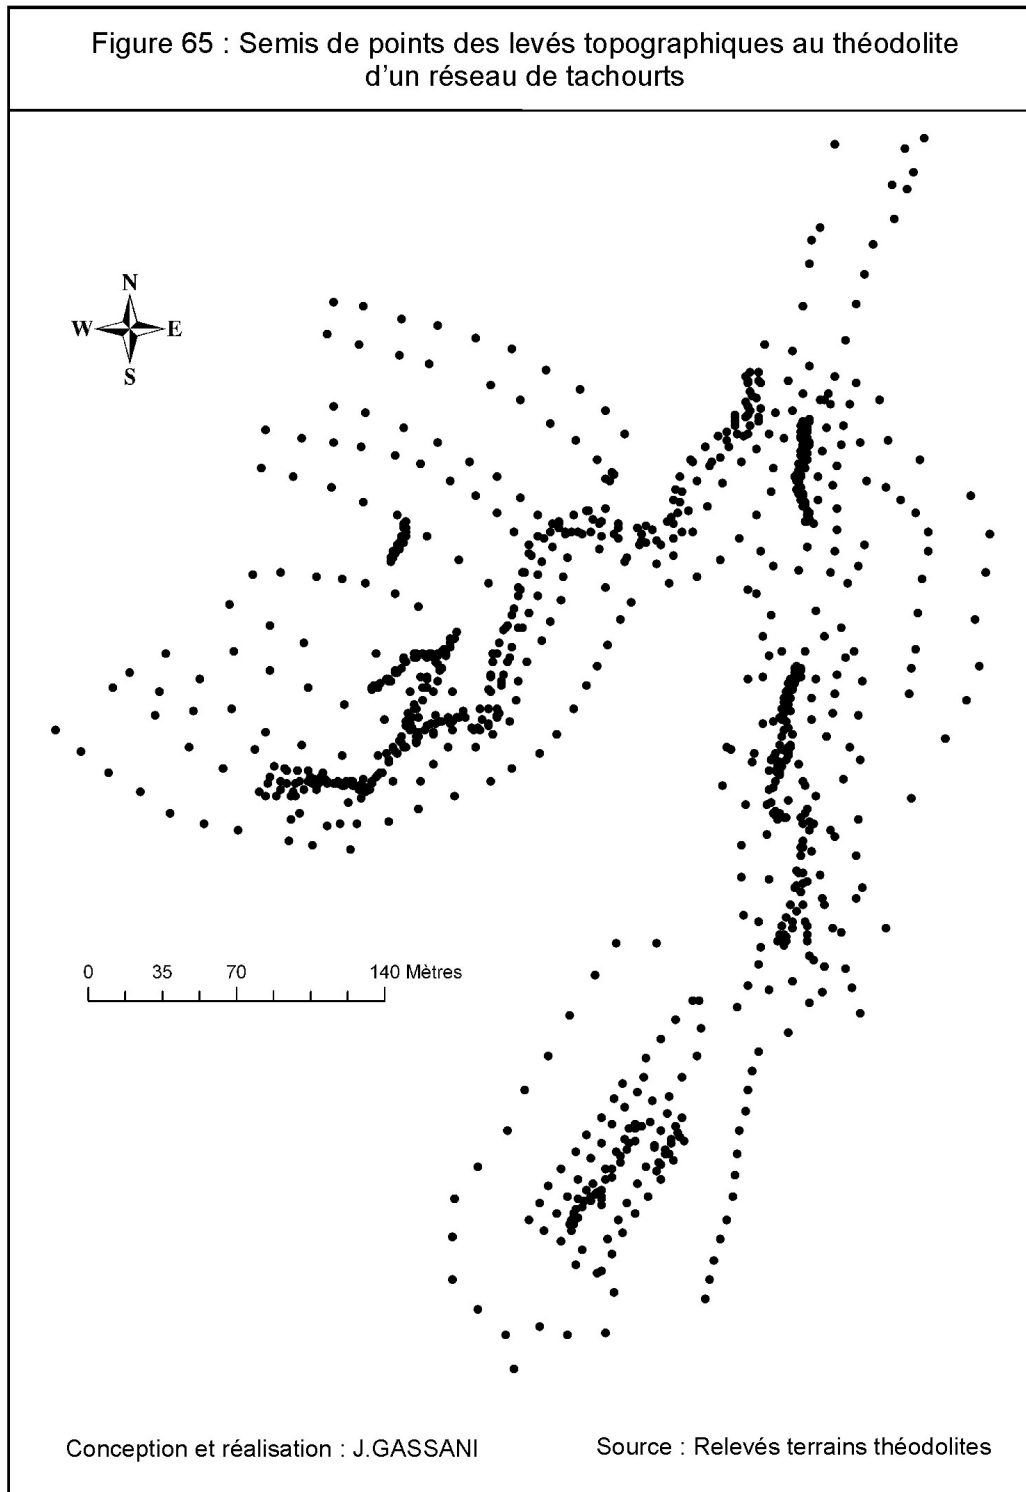 Figure 65 : Semis de points des levés topographiques au théodolite
d'un réseau de tachourts
N
W E
S
0 35 70 140 Mètres
Conception et réalisation : J.GASSANI
Source : Relevés terrains théodolites